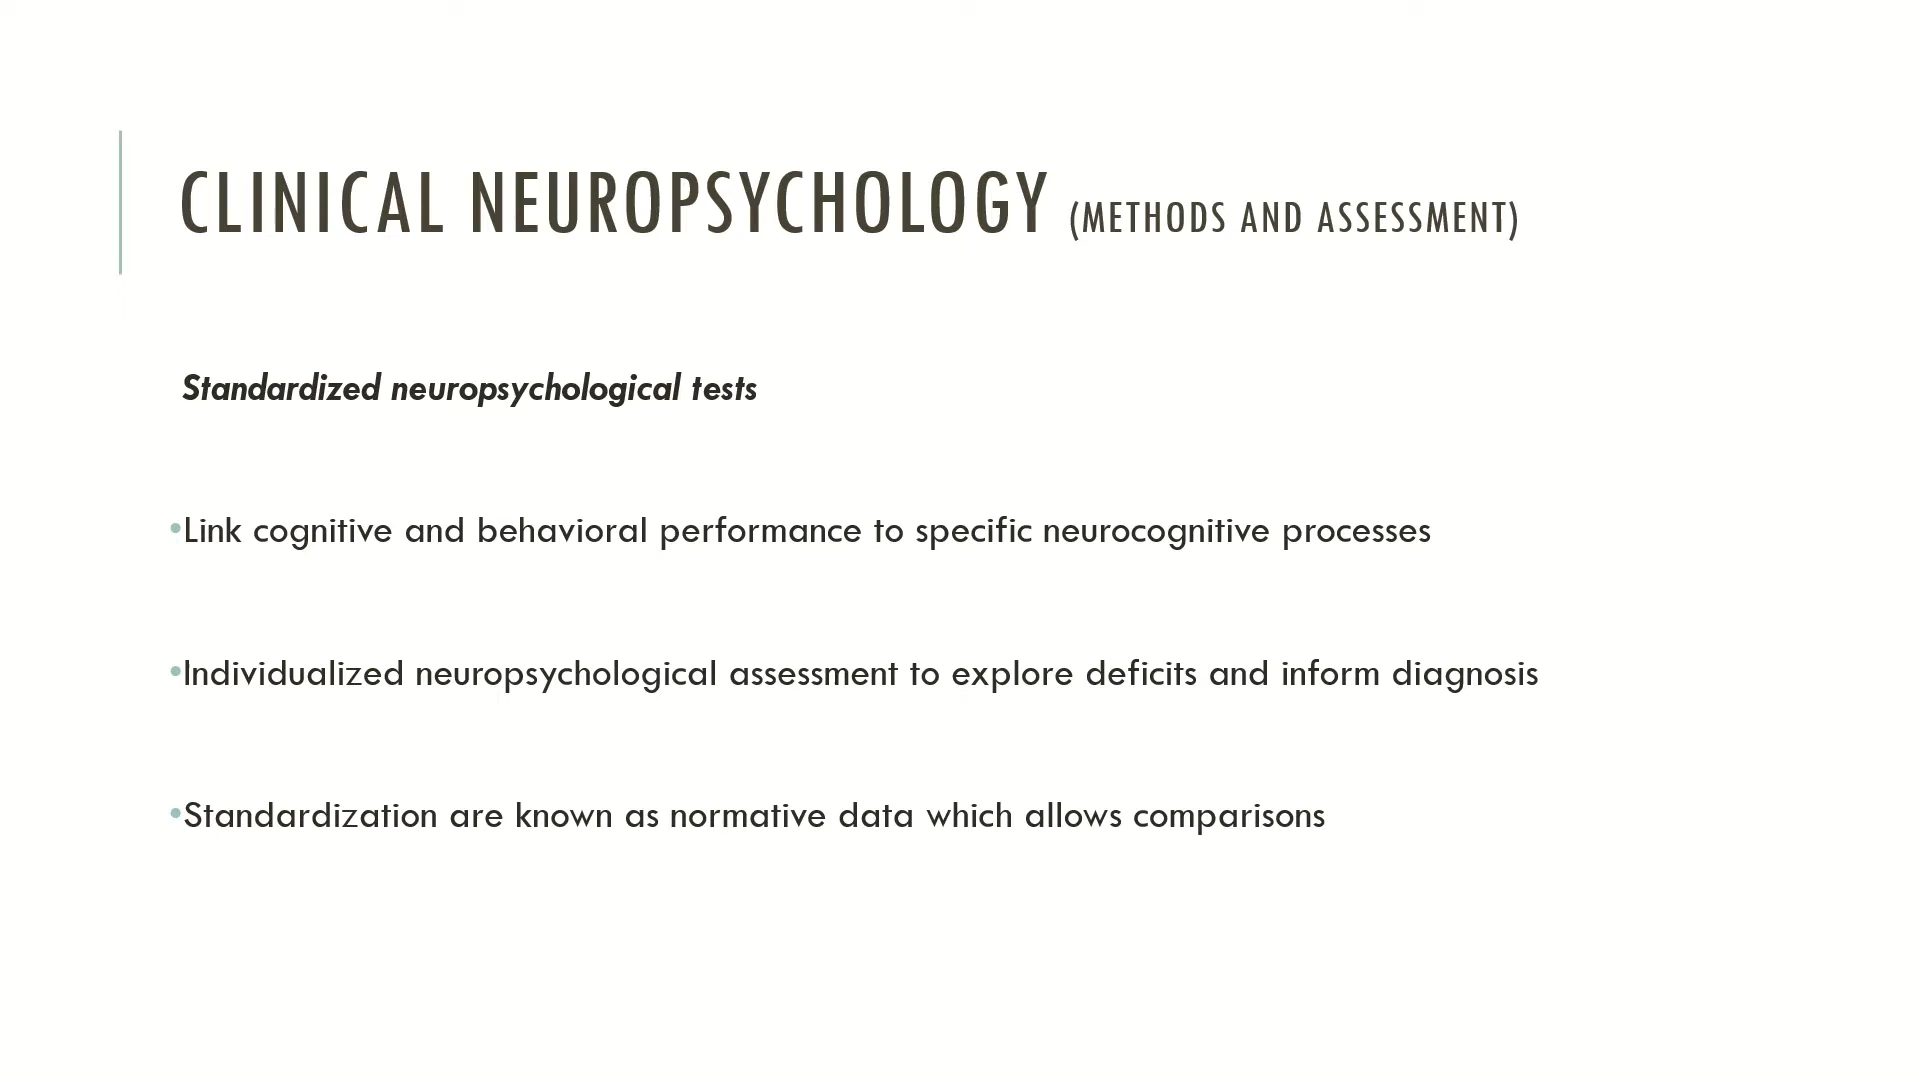 CLINICAL NEUROPSYCHOLOGY (METHODS AND ASSESSMENT)
Standardized neuropsychological tests
•Link cognitive and behavioral performance to specific neurocognitive processes
•Individualized neuropsychological assessment to explore deficits and inform diagnosis
•Standardization are known as normative data which allows comparisons